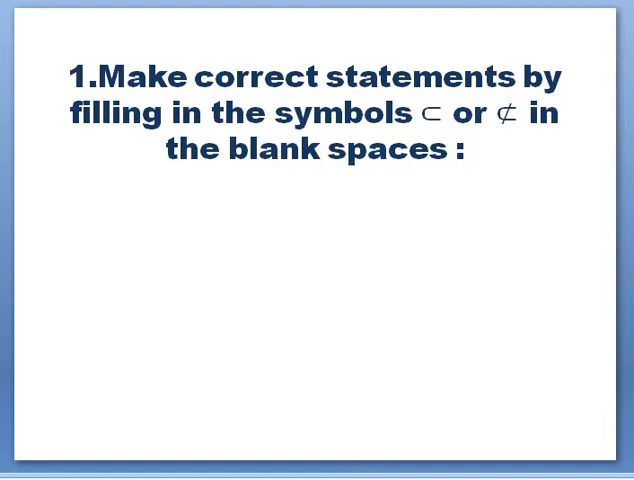 1.Make correct statements by
filling in the symbols ⊂ or ⊄ in
the blank spaces :